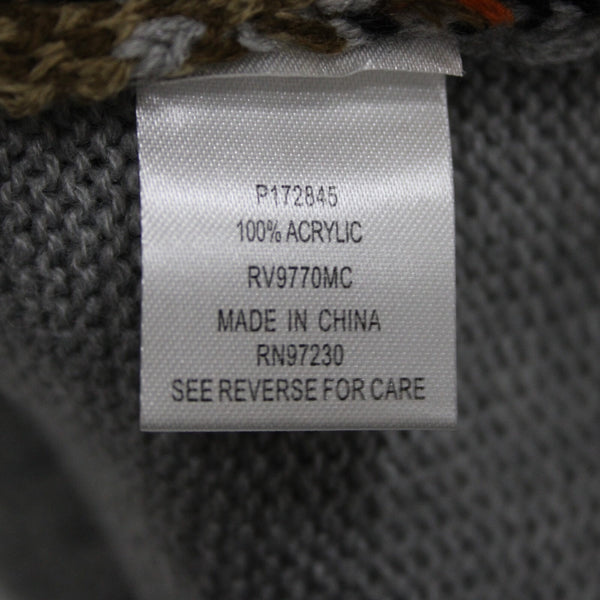 P172845
100% ACRYLIC
RV9770MC
MADE IN CHINA
RN97230
SEE REVERSE FOR CARE